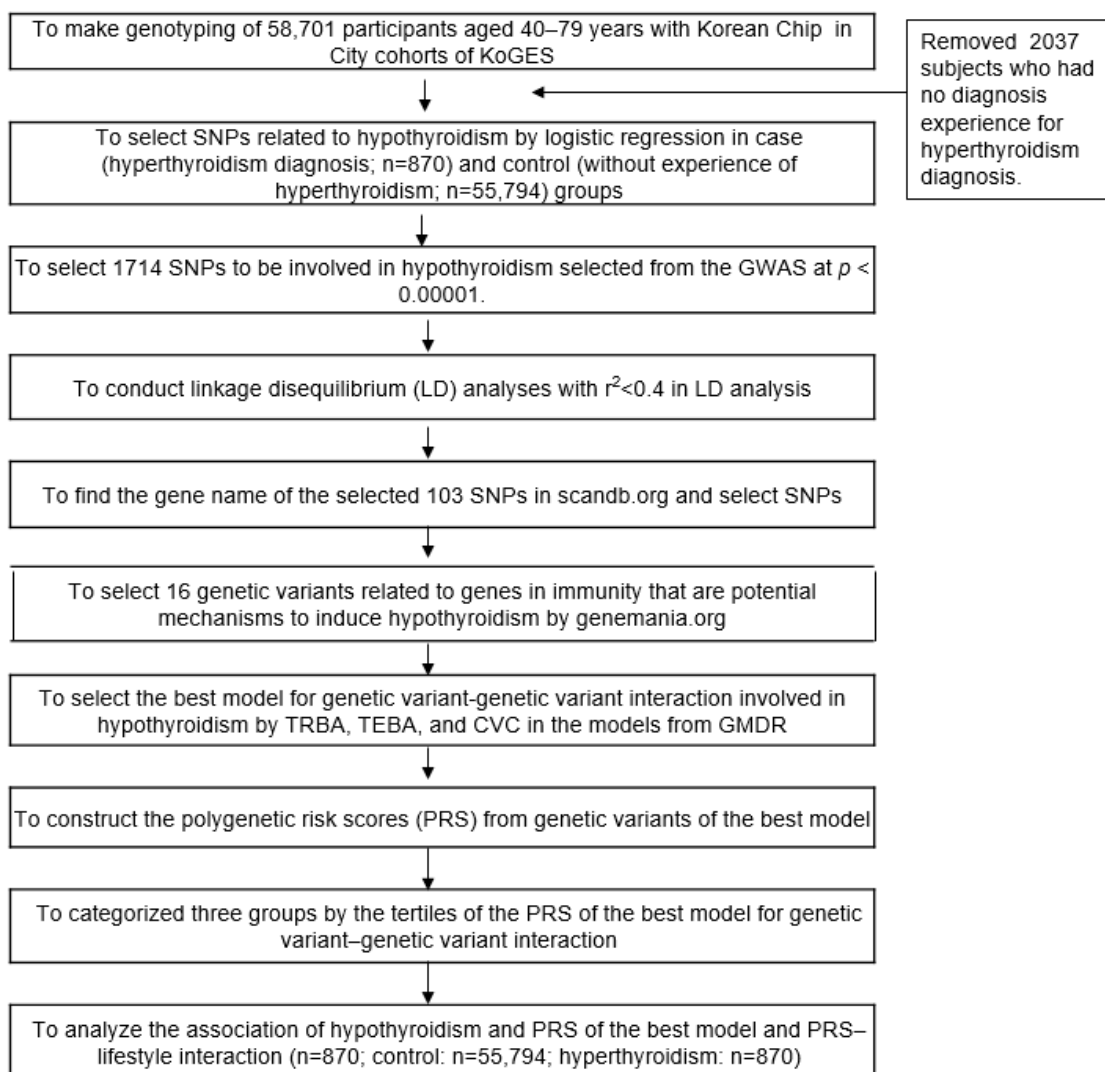 To make genotyping of 58,701 participants aged 40–79 years with Korean Chip in
City cohorts of KoGES
Removed 2037
subjects who had
no diagnosis
experience for
hyperthyroidism
diagnosis.
To select SNPs related to hypothyroidism by logistic regression in case
(hyperthyroidism diagnosis; n=870) and control (without experience of
hyperthyroidism; n=55,794) groups
To select 1714 SNPs to be involved in hypothyroidism selected from the GWAS at p <
0.00001.
To conduct linkage disequilibrium (LD) analyses with r²<0.4 in LD analysis
To find the gene name of the selected 103 SNPs in scandb.org and select SNPs
To select 16 genetic variants related to genes in immunity that are potential
mechanisms to induce hypothyroidism by genemania.org
To select the best model for genetic variant-genetic variant interaction involved in
hypothyroidism by TRBA, TEBA, and CVC in the models from GMDR
To construct the polygenetic risk scores (PRS) from genetic variants of the best model
To categorized three groups by the tertiles of the PRS of the best model for genetic
variant–genetic variant interaction
To analyze the association of hypothyroidism and PRS of the best model and PRS–
lifestyle interaction (n=870; control: n=55,794; hyperthyroidism: n=870)